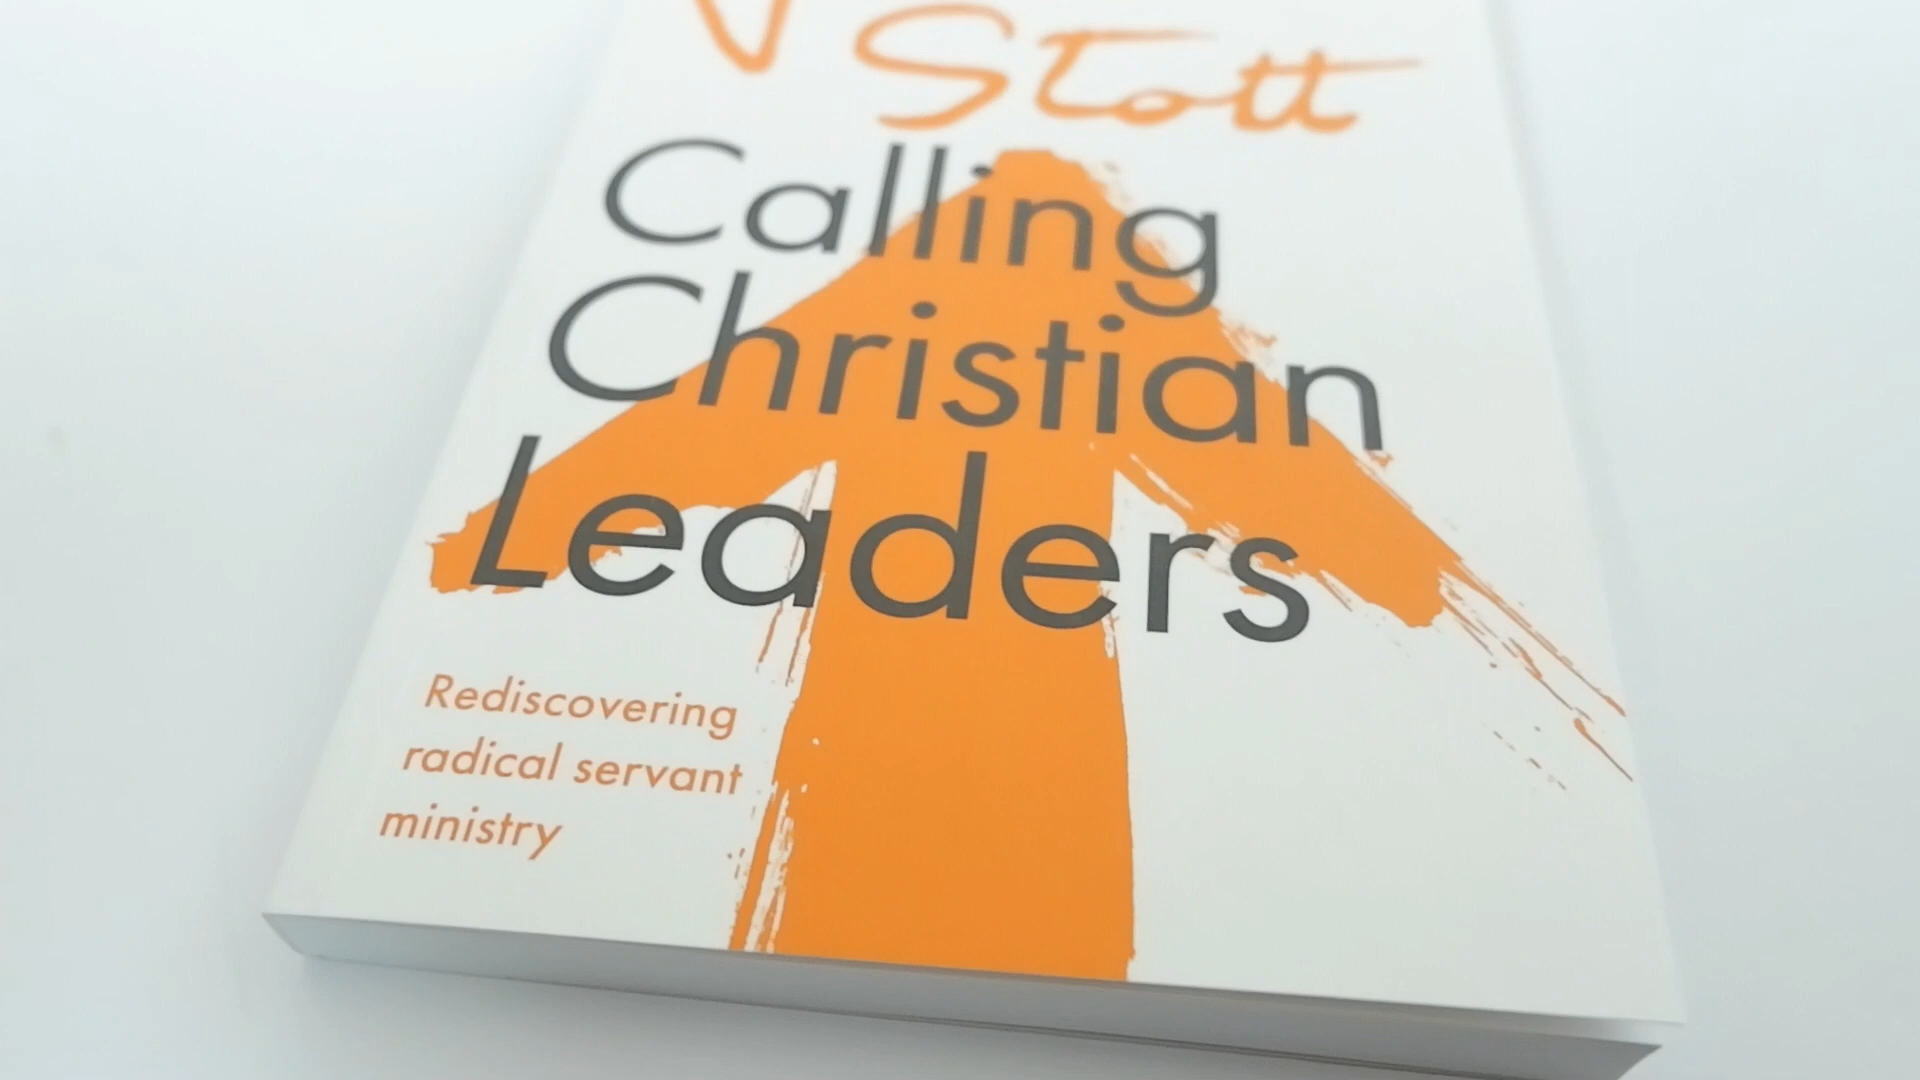 Stott
Calling
Christian
Leaders
Rediscovering
radical servant
ministry